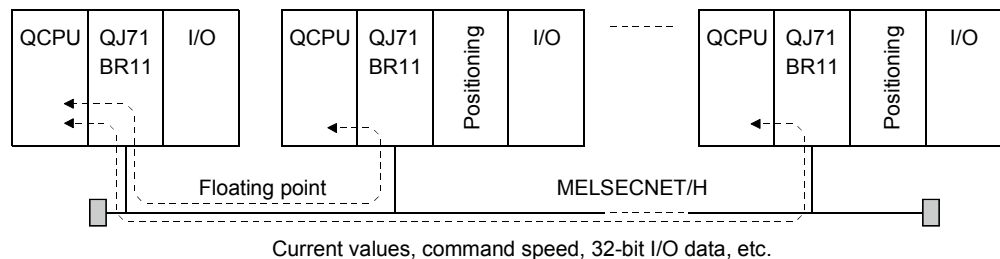 QCPU
QJ71
BR11
I/O
QCPU
QJ71
BR11
Positioning
I/O
QCPU
QJ71
BR11
Positioning
I/O
Floating point
MELSECNET/H
Current values, command speed, 32-bit I/O data, etc.